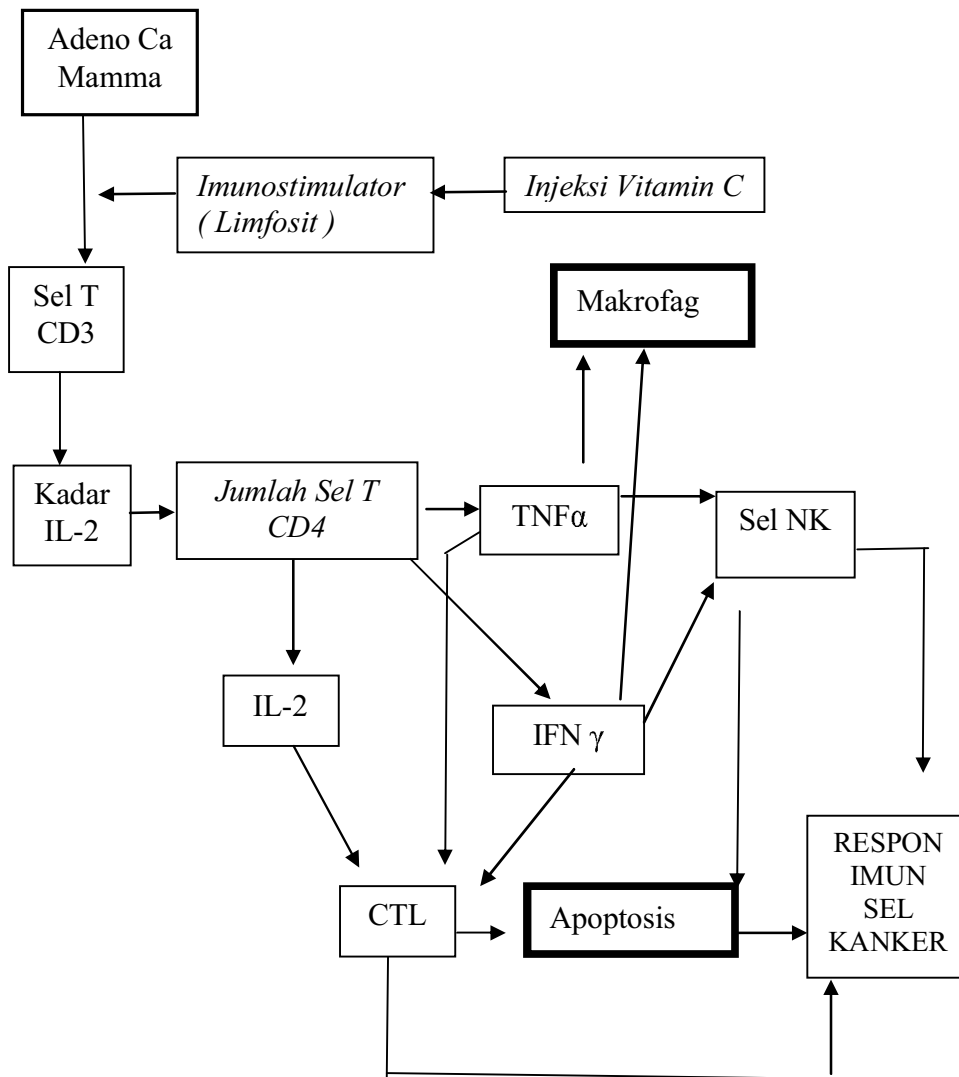 Adeno Ca
Mamma
Imunostimulator
( Limfosit )
Injeksi Vitamin C
Sel T
CD3
Makrofag
Kadar
IL-2
Jumlah Sel T
CD4
TNFα
Sel NK
IL-2
IFN γ
RESPON
IMUN
SEL
KANKER
CTL
Apoptosis